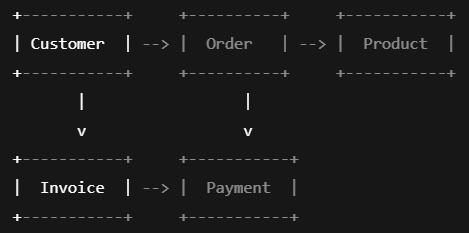 +-----------+     +-----------+     +-----------+
| Customer  | --> |  Order    | --> |  Product  |
+-----------+     +-----------+     +-----------+
       |                 |
       v                 v
+-----------+     +-----------+
|  Invoice  | --> |  Payment  |
+-----------+     +-----------+